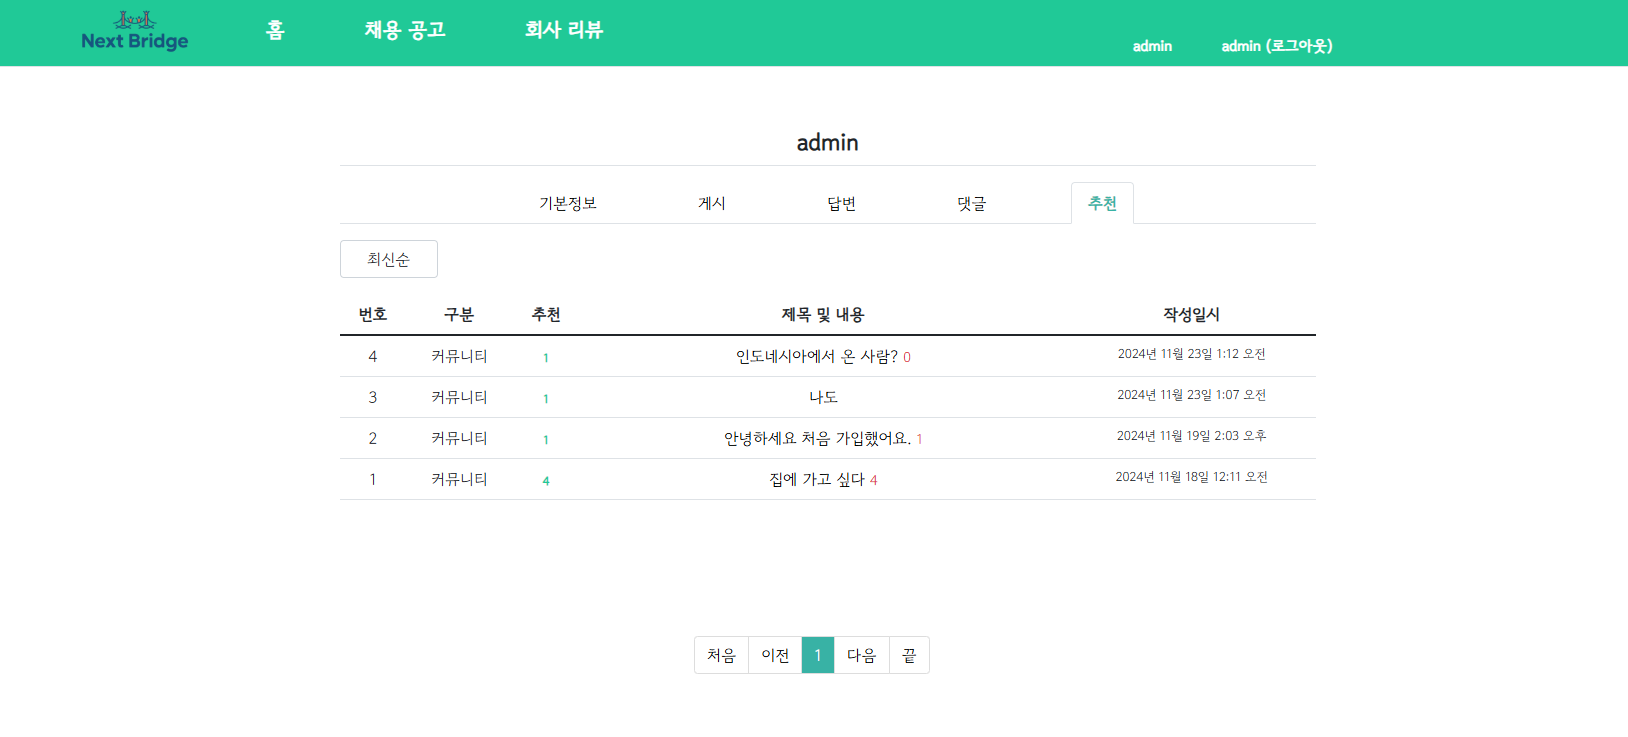 Next Bridge 홈 채용 공고 회사 리뷰 admin admin (로그아웃)
admin
기본정보 게시 답변 댓글 추천
최신순
번호 구분 추천 제목 및 내용 작성일시
4 커뮤니티 1 인도네시아에서 온 사람? 0 2024년 11월 23일 1:12 오전
3 커뮤니티 1 나도 2024년 11월 23일 1:07 오전
2 커뮤니티 1 안녕하세요 처음 가입했어요. 1 2024년 11월 19일 2:03 오후
1 커뮤니티 4 집에 가고 싶다 4 2024년 11월 18일 12:11 오전
처음 이전 1 다음 끝